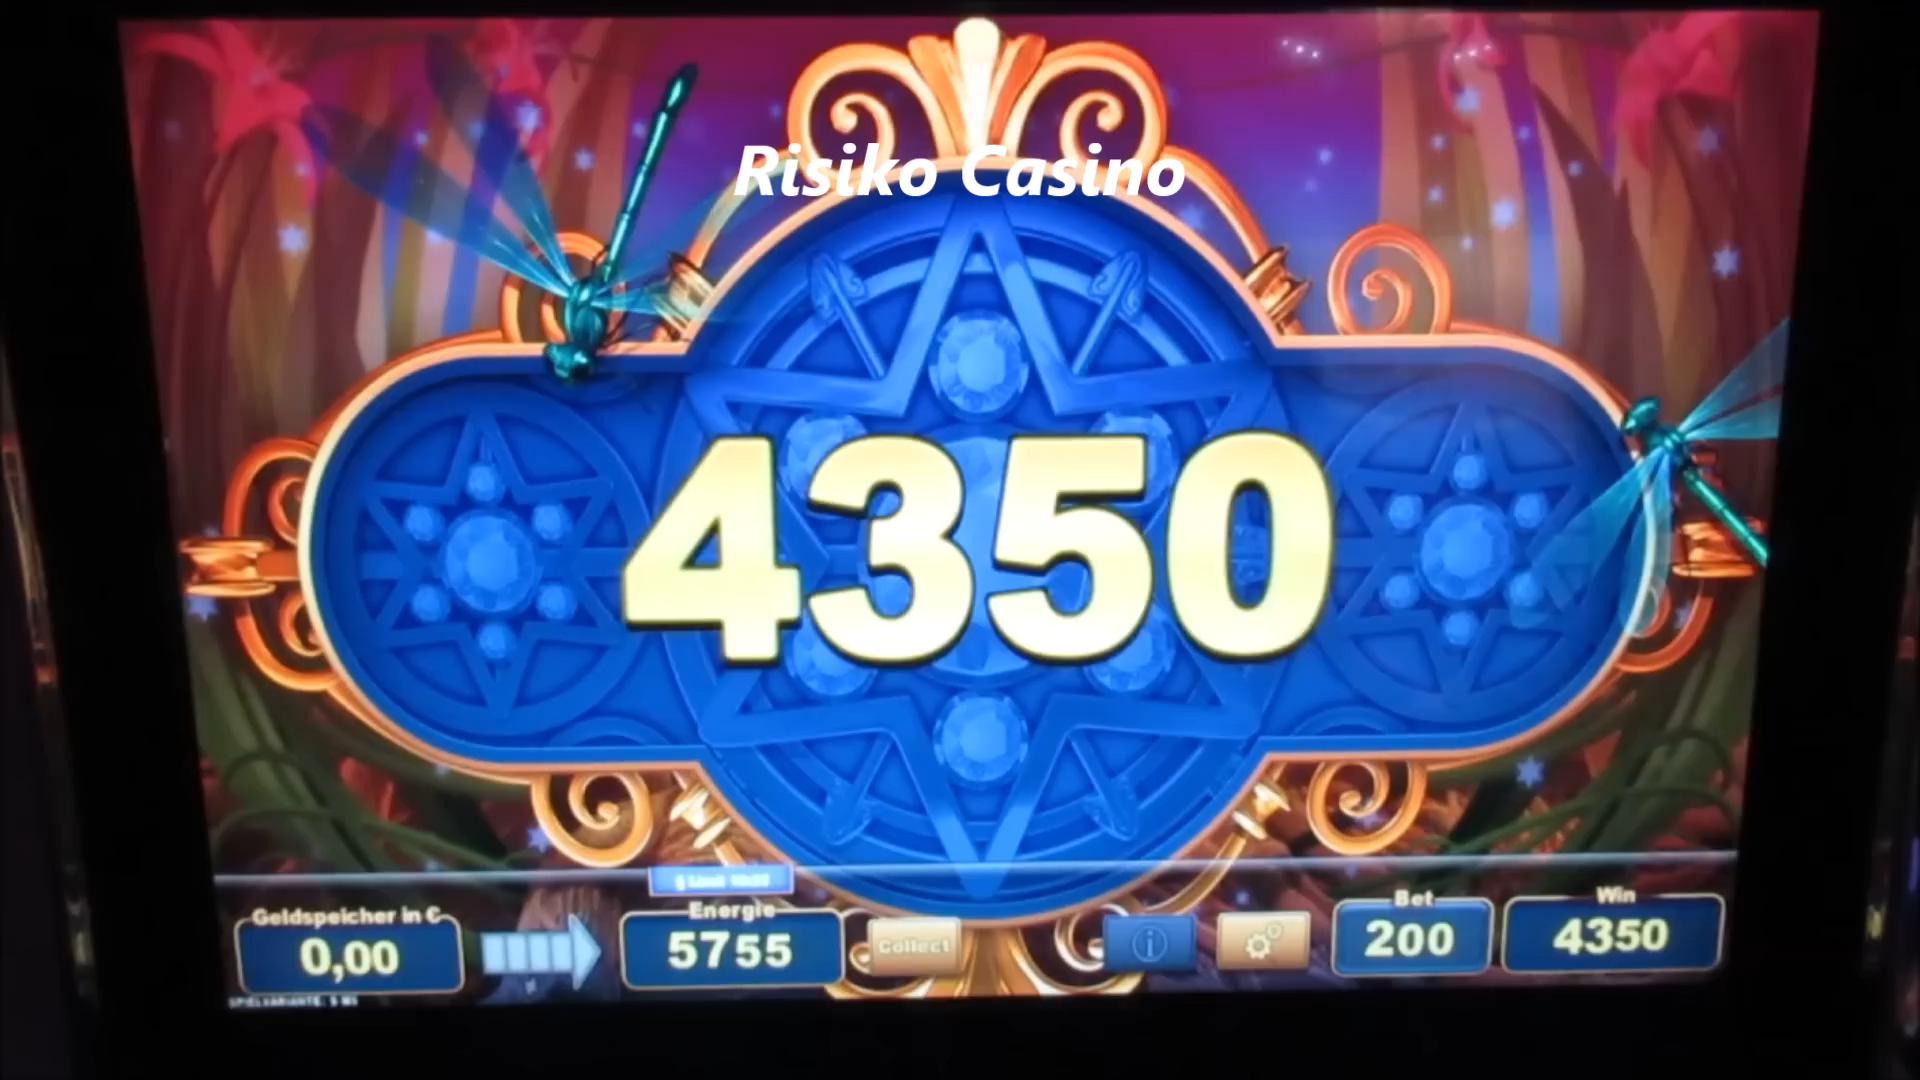 Risiko Casino
4350
Geldspeicher in €
0,00
Energie
5755
Collect
Bet
200
Win
4350